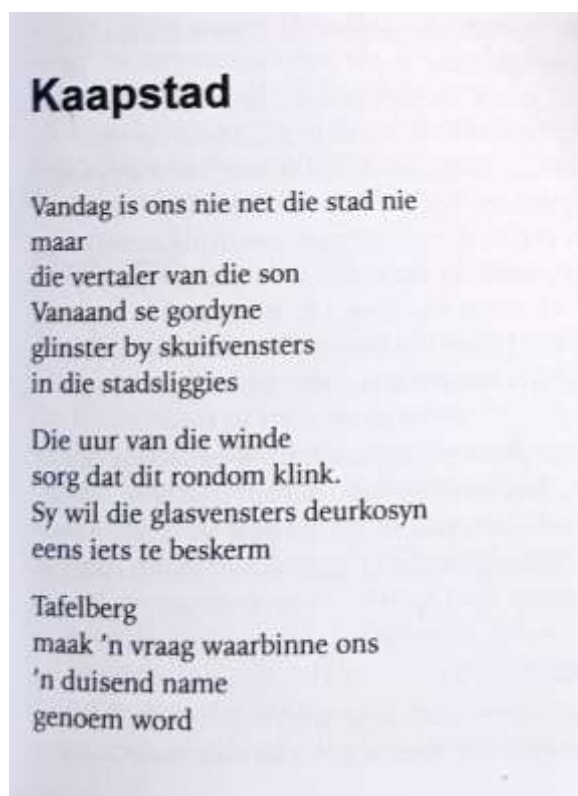 Kaapstad
Vandag is ons nie net die stad nie
maar
die vertaler van die son
Vanaand se gordyne
glinster by skuifvensters
in die stadsliggies
Die uur van die winde
sorg dat dit rondom klink.
Sy wil die glasvensters deurkosyn
eens iets te beskerm
Tafelberg
maak 'n vraag waarbinne ons
'n duisend name
genoem word